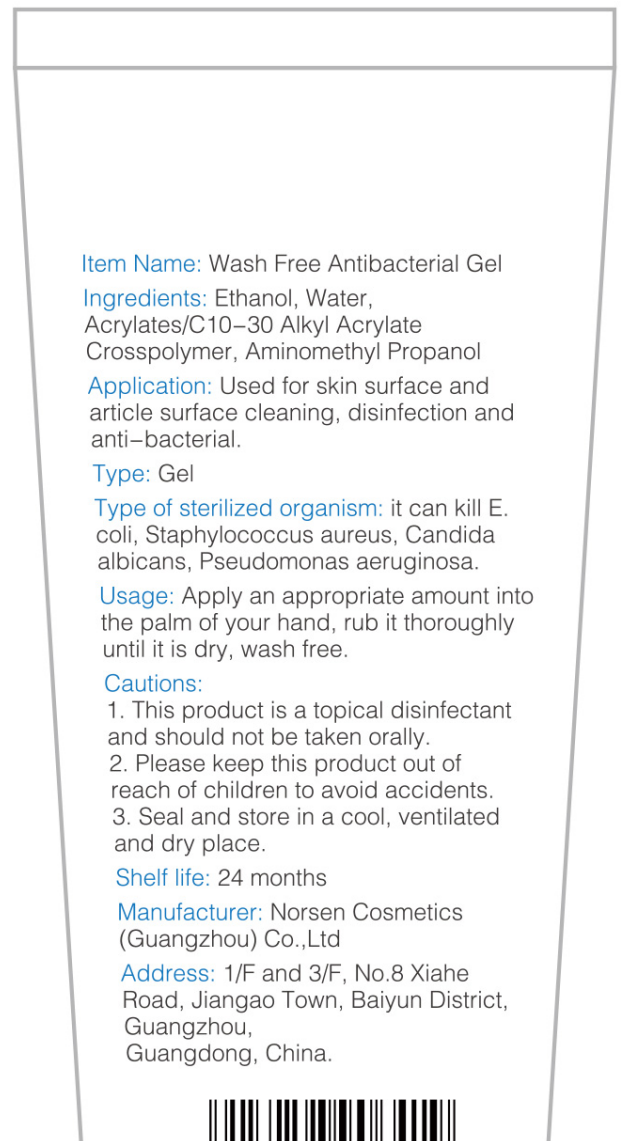 Item Name: Wash Free Antibacterial Gel
Ingredients: Ethanol, Water,
Acrylates/C10–30 Alkyl Acrylate
Crosspolymer, Aminomethyl Propanol
Application: Used for skin surface and
article surface cleaning, disinfection and
anti–bacterial.
Type: Gel
Type of sterilized organism: it can kill E.
coli, Staphylococcus aureus, Candida
albicans, Pseudomonas aeruginosa.
Usage: Apply an appropriate amount into
the palm of your hand, rub it thoroughly
until it is dry, wash free.
Cautions:
1. This product is a topical disinfectant
and should not be taken orally.
2. Please keep this product out of
reach of children to avoid accidents.
3. Seal and store in a cool, ventilated
and dry place.
Shelf life: 24 months
Manufacturer: Norsen Cosmetics
(Guangzhou) Co.,Ltd
Address: 1/F and 3/F, No.8 Xiahe
Road, Jiangao Town, Baiyun District,
Guangzhou,
Guangdong, China.